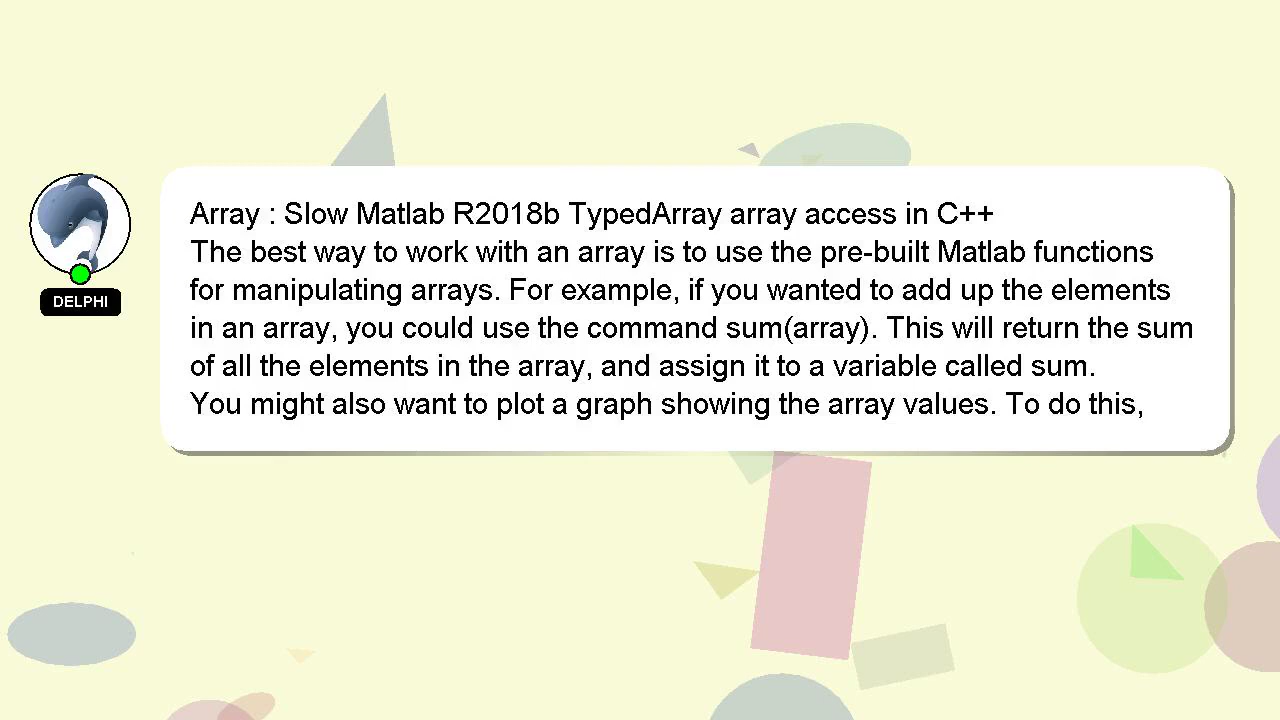 Array : Slow Matlab R2018b TypedArray array access in C++
The best way to work with an array is to use the pre-built Matlab functions
for manipulating arrays. For example, if you wanted to add up the elements
in an array, you could use the command sum(array). This will return the sum
of all the elements in the array, and assign it to a variable called sum.
You might also want to plot a graph showing the array values. To do this,
DELPHI